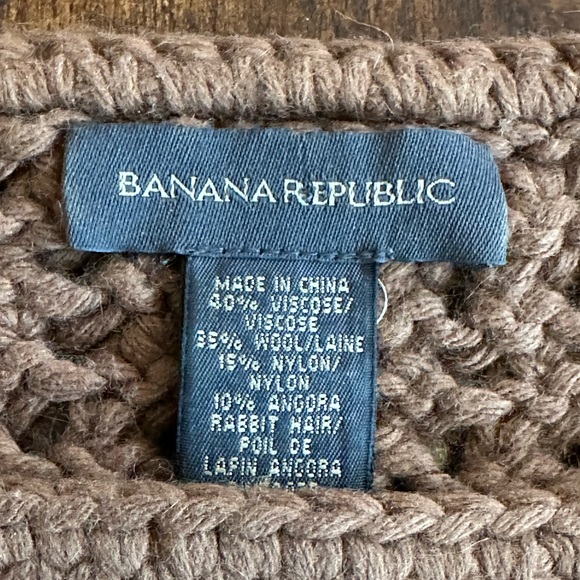 BANANA REPUBLIC
MADE IN CHINA
40% VISCOSE/
VISCOSE
35% WOOL/LAINE
15% NYLON/
NYLON
10% ANGORA
RABBIT HAIR/
POIL DE
LAPIN ANGORA